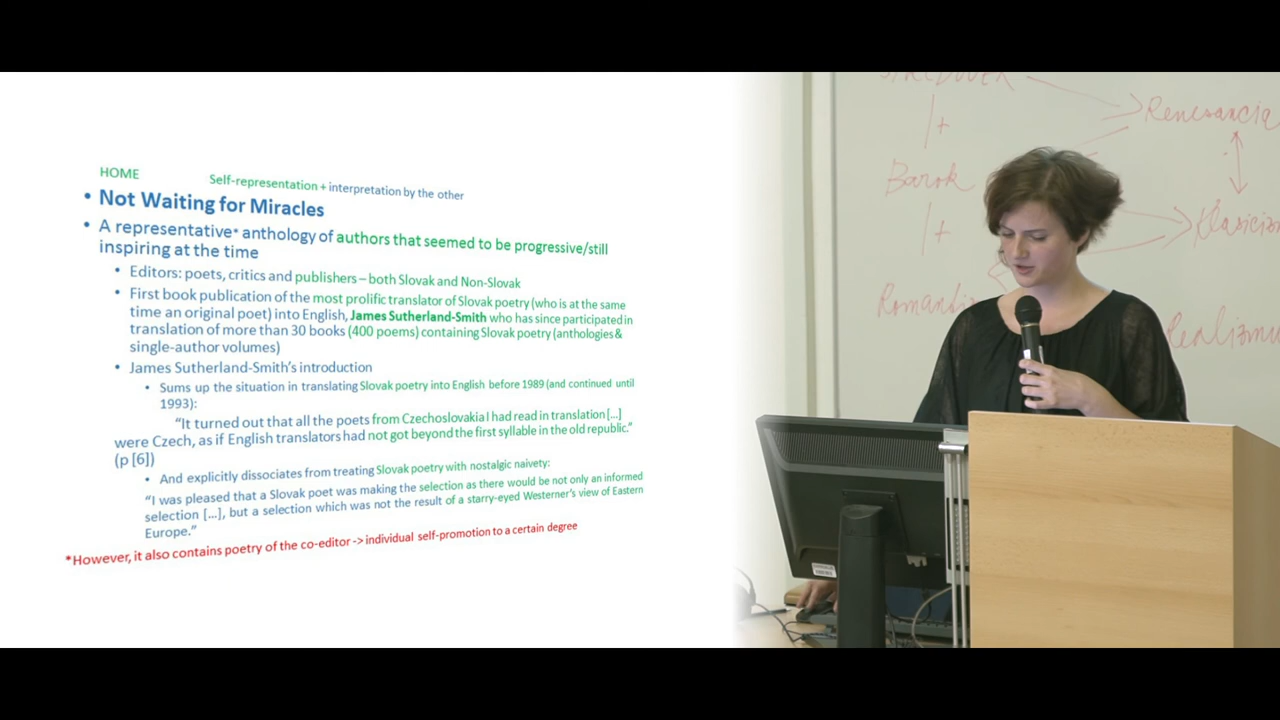 HOME Self-representation + interpretation by the other
• Not Waiting for Miracles
• A representative* anthology of authors that seemed to be progressive/still
inspiring at the time
• Editors: poets, critics and publishers – both Slovak and Non-Slovak
• First book publication of the most prolific translator of Slovak poetry (who is at the same
time an original poet) into English, James Sutherland-Smith who has since participated in
translation of more than 30 books (400 poems) containing Slovak poetry (anthologies &
single-author volumes)
• James Sutherland-Smith's introduction
• Sums up the situation in translating Slovak poetry into English before 1989 (and continued until
1993):
"It turned out that all the poets from Czechoslovakia I had read in translation [...]
were Czech, as if English translators had not got beyond the first syllable in the old republic."
(p [6])
• And explicitly dissociates from treating Slovak poetry with nostalgic naivety:
"I was pleased that a Slovak poet was making the selection as there would be not only an informed
selection [...], but a selection which was not the result of a starry-eyed Westerner's view of Eastern
Europe."
*However, it also contains poetry of the co-editor -> individual self-promotion to a certain degree
Renesancia
+
Barok
+